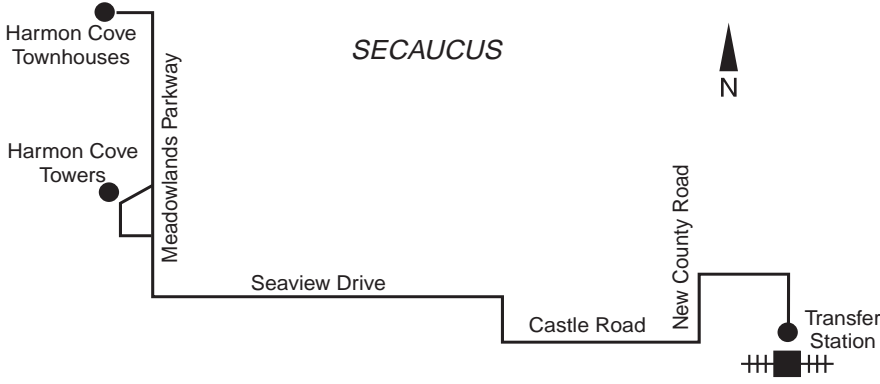 Harmon Cove
Townhouses
SECAUCUS
N
Meadowlands Parkway
Harmon Cove
Towers
New County Road
Seaview Drive
Castle Road
Transfer
Station